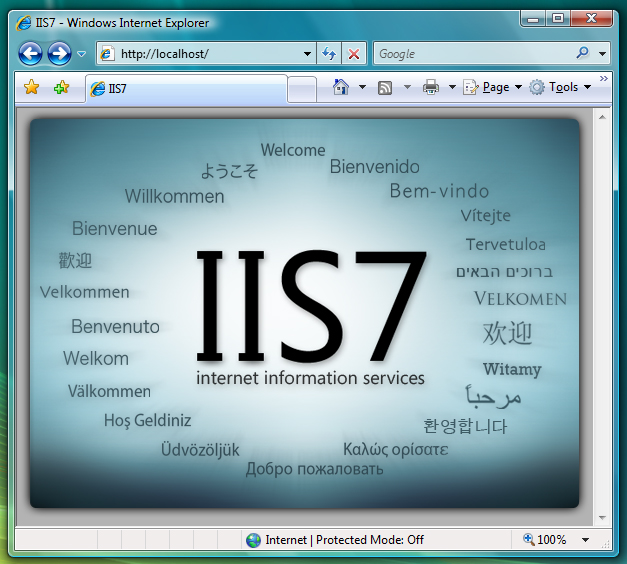 IIS7 - Windows Internet Explorer
http://localhost/
Google
IIS7
Page
Tools
Welcome
ようこそ
Bienvenido
Willkommen
Bem-vindo
Vítejte
Bienvenue
Tervetuloa
歡迎
ברוכים הבאים
Velkommen
VELKOMEN
IIS7
Benvenuto
欢迎
Welkom
Witamy
internet information services
Välkommen
مرحباً
Hoş Geldiniz
환영합니다
Üdvözöljük
Καλώς ορίσατε
Добро пожаловать
Internet | Protected Mode: Off
100%